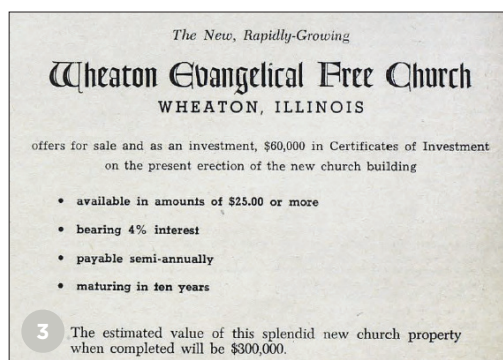 The New, Rapidly-Growing
Wheaton Evangelical Free Church
WHEATON, ILLINOIS
offers for sale and as an investment, $60,000 in Certificates of Investment
on the present erection of the new church building
• available in amounts of $25.00 or more
• bearing 4% interest
• payable semi-annually
• maturing in ten years
3
The estimated value of this splendid new church property
when completed will be $300,000.